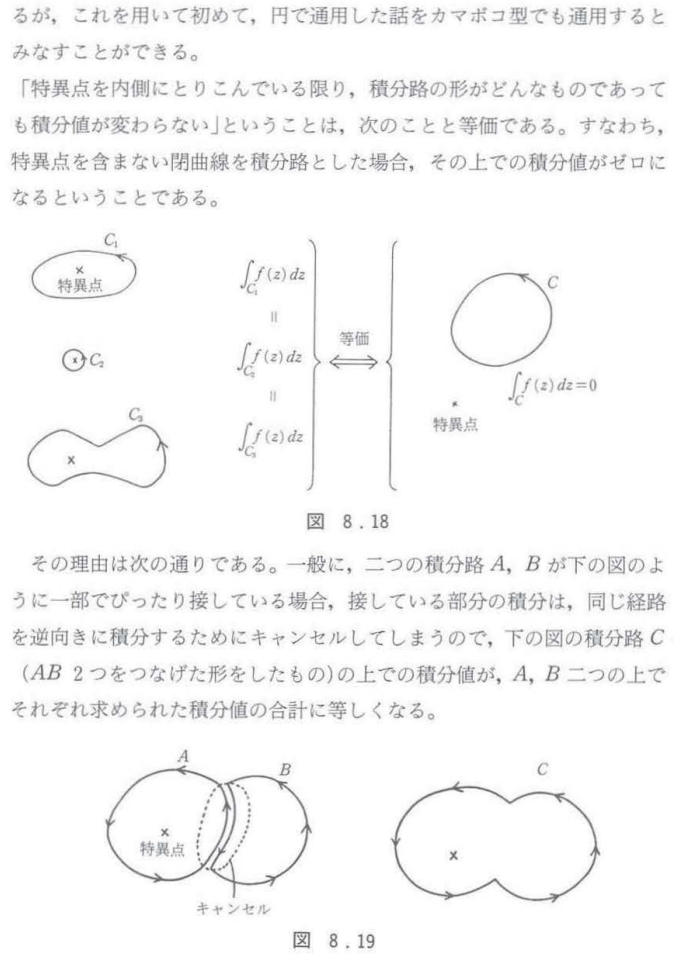 るが，これを用いて初めて，円で通用した話をカマボコ型でも通用すると
みなすことができる。
「特異点を内側にとりこんでいる限り，積分路の形がどんなものであって
も積分値が変わらない」ということは，次のことと等価である。すなわち，
特異点を含まない閉曲線を積分路とした場合，その上での積分値がゼロに
なるということである。
C₁
×
特異点
∫C₁ f(z)dz
॥
×
C₂
∫C₂ f(z)dz
॥
C₃
×
∫C₃ f(z)dz
等価
⟺
C
∫C f(z)dz=0
×
特異点
図 8.18
その理由は次の通りである。一般に，二つの積分路 A，B が下の図のよ
うに一部でぴったり接している場合，接している部分の積分は，同じ経路
を逆向きに積分するためにキャンセルしてしまうので，下の図の積分路 C
（AB 2つをつなげた形をしたもの）の上での積分値が，A，B 二つの上で
それぞれ求められた積分値の合計に等しくなる。
A
B
×
特異点
キャンセル
C
×
図 8.19